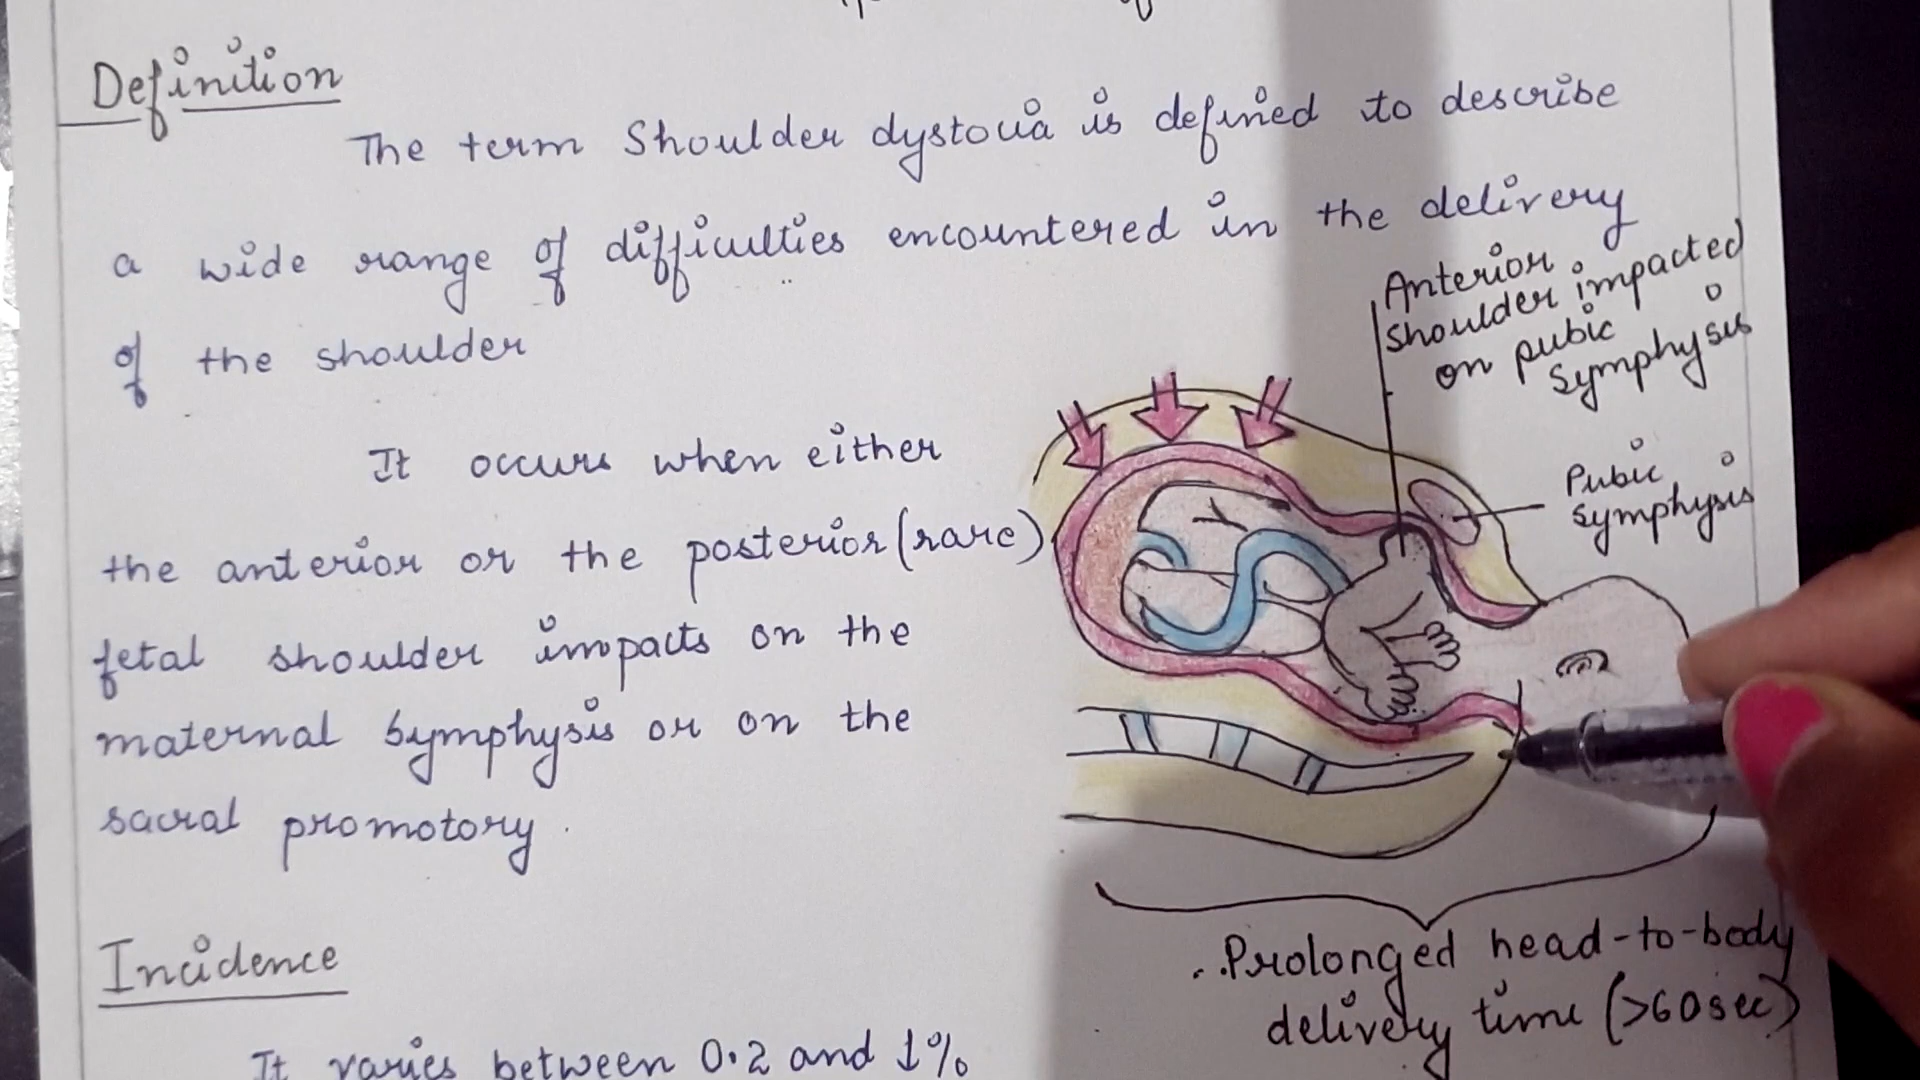 Definition
The term Shoulder dystocia is defined to describe
a wide range of difficulties encountered in the delivery
of the shoulder
It occurs when either
the anterior or the posterior (rare)
fetal shoulder impacts on the
maternal symphysis or on the
sacral promotory.
Incidence
It varies between 0.2 and 1%
Anterior
shoulder impacted
on pubic
symphysis
Pubic
symphysis
Prolonged head-to-body
delivery time (>60sec)